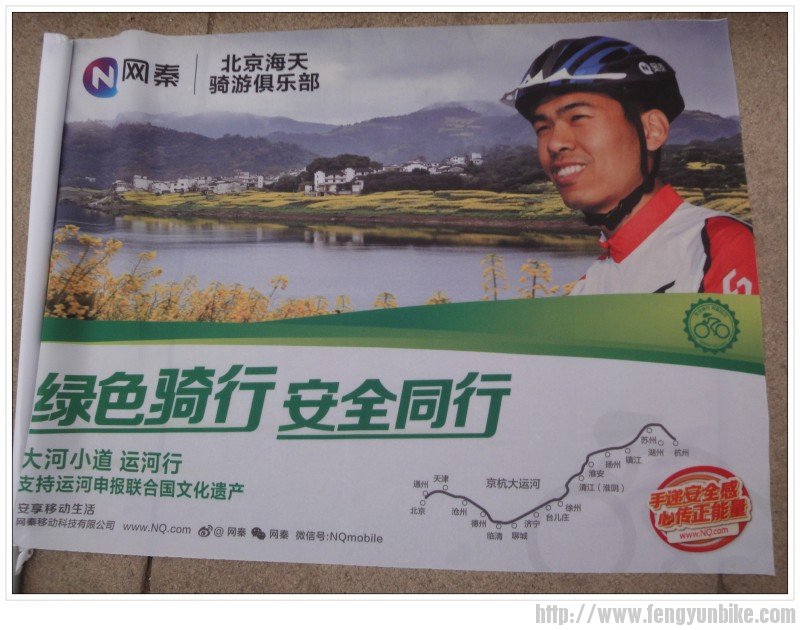 N 网秦
北京海天
骑游俱乐部
绿色骑行 安全同行
大河小道 运河行
支持运河申报联合国文化遗产
安享移动生活
网秦移动科技有限公司 www.NQ.com @网秦 网秦 微信号:NQmobile
京杭大运河
北京
通州
天津
沧州
德州
临清
聊城
济宁
台儿庄
徐州
清江(淮阴)
淮安
扬州
镇江
苏州
湖州
杭州
手递安全感
心传正能量
www.NQ.com
http://www.fengyunbike.com